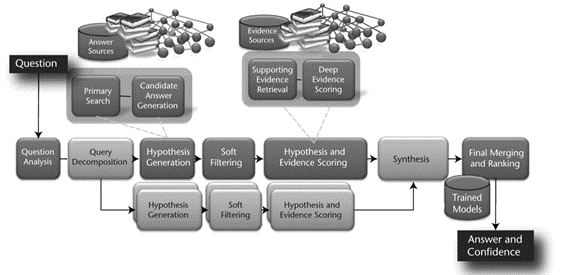 Answer
Sources
Evidence
Sources
Question
Primary
Search
Candidate
Answer
Generation
Supporting
Evidence
Retrieval
Deep
Evidence
Scoring
Question
Analysis
Query
Decomposition
Hypothesis
Generation
Soft
Filtering
Hypothesis and
Evidence Scoring
Synthesis
Final Merging
and Ranking
Trained
Models
Hypothesis
Generation
Soft
Filtering
Hypothesis and
Evidence Scoring
Answer and
Confidence